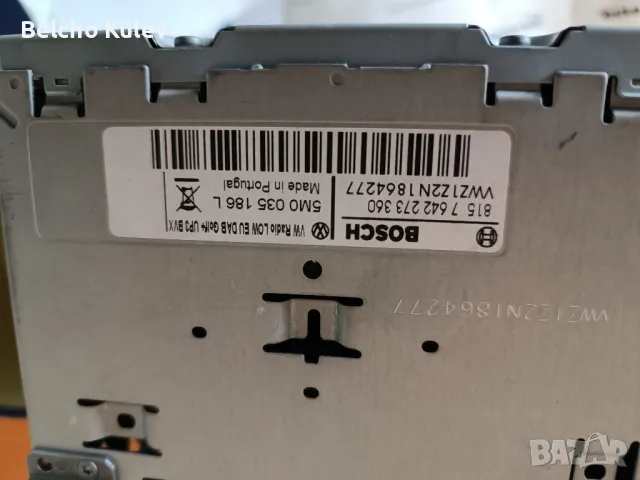 Belcho Kulev
BOSCH
815 7 642 273 360
VWZ1Z2N1864277
VW Radio LOW EU DAB Golf+ UP3 BVX
5M0 035 186 L
Made in Portugal
VWZ1Z2N1864277
BAZAR